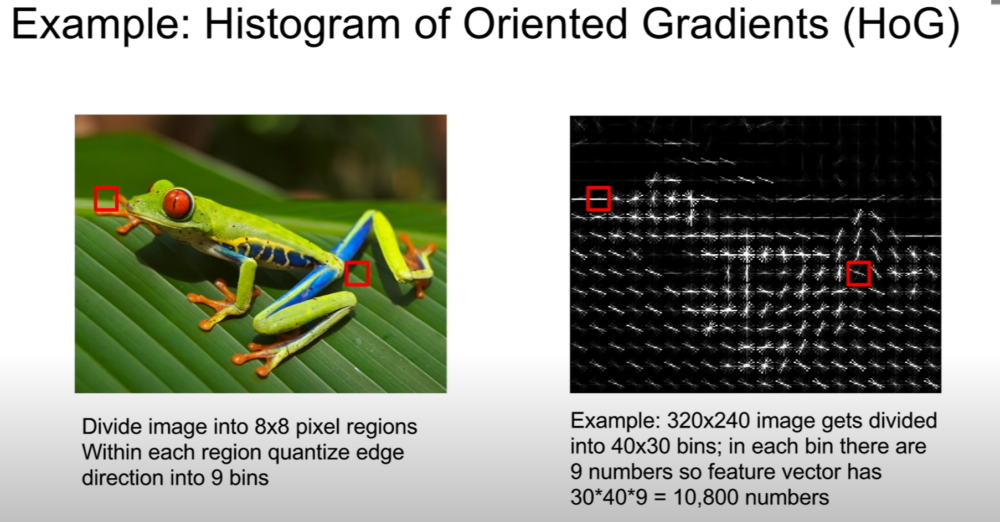 Example: Histogram of Oriented Gradients (HoG)
Divide image into 8x8 pixel regions
Within each region quantize edge
direction into 9 bins
Example: 320x240 image gets divided
into 40x30 bins; in each bin there are
9 numbers so feature vector has
30*40*9 = 10,800 numbers